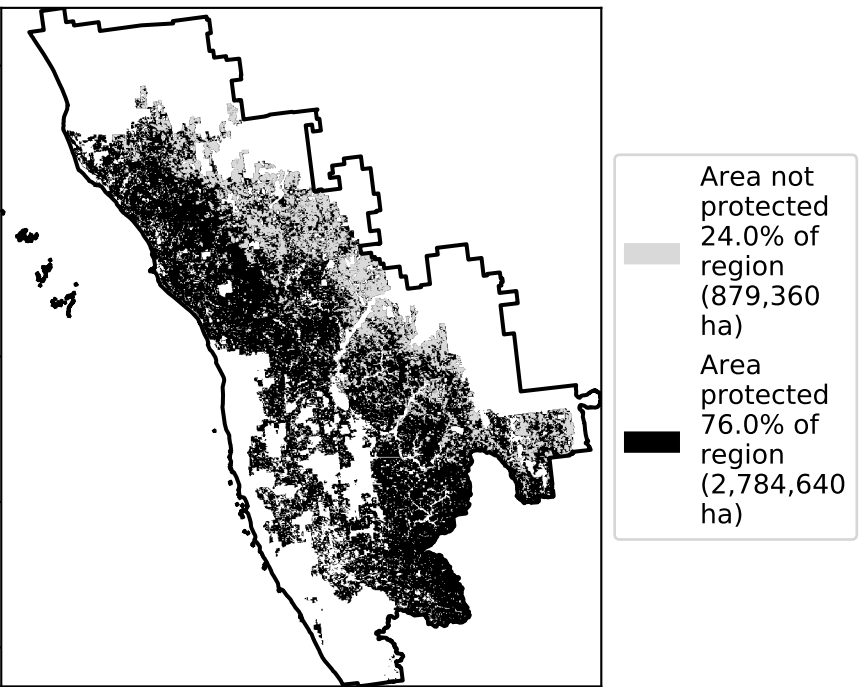 Area not
protected
24.0% of
region
(879,360
ha)
Area
protected
76.0% of
region
(2,784,640
ha)